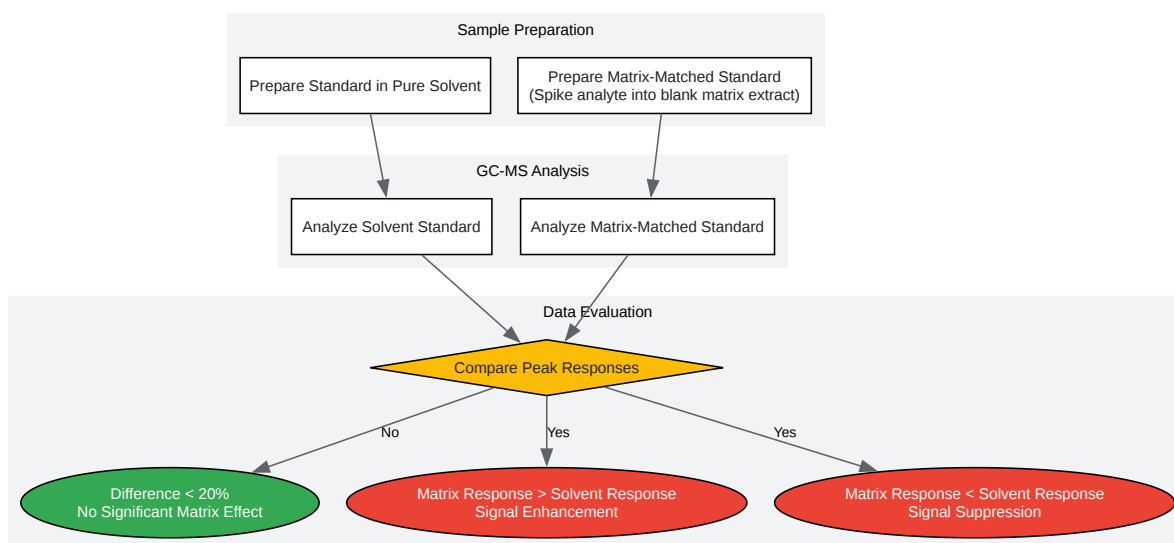 Sample Preparation
Prepare Standard in Pure Solvent
Prepare Matrix-Matched Standard
(Spike analyte into blank matrix extract)
GC-MS Analysis
Analyze Solvent Standard
Analyze Matrix-Matched Standard
Data Evaluation
Compare Peak Responses
No
Yes
Yes
Difference < 20%
No Significant Matrix Effect
Matrix Response > Solvent Response
Signal Enhancement
Matrix Response < Solvent Response
Signal Suppression